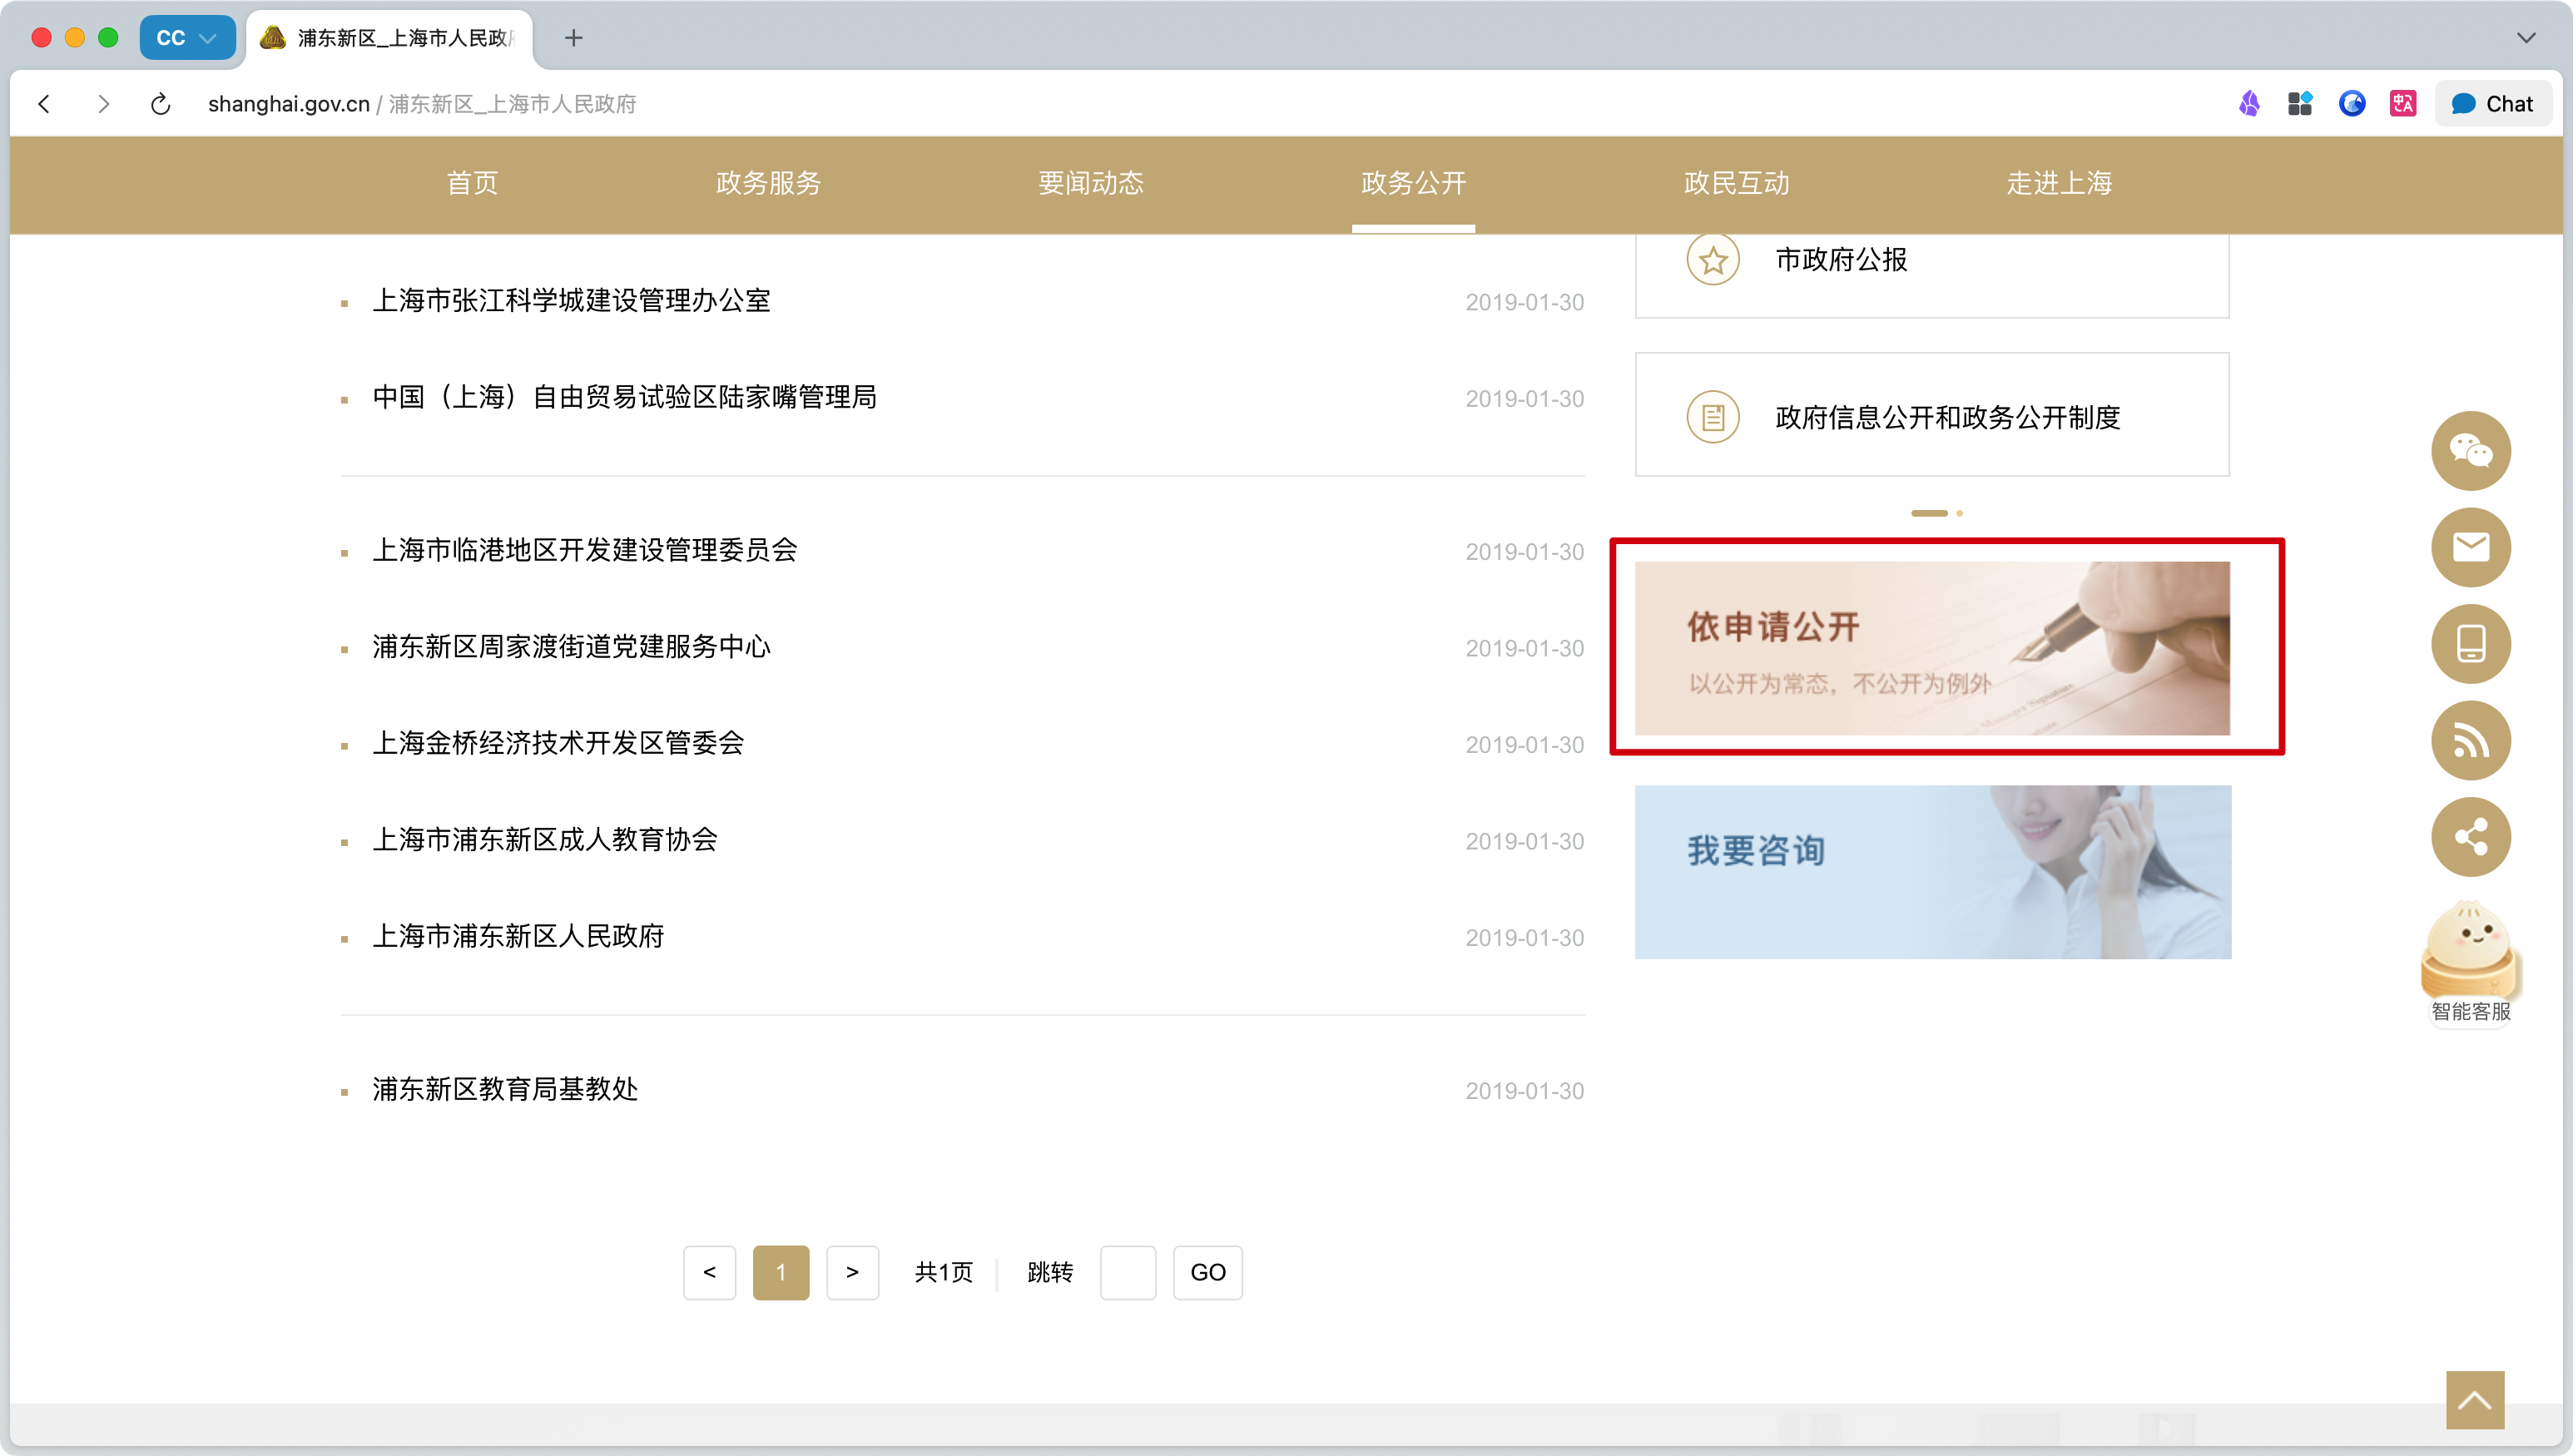 CC
浦东新区_上海市人民政
shanghai.gov.cn / 浦东新区_上海市人民政府
Chat
首页 政务服务 要闻动态 政务公开 政民互动 走进上海
上海市张江科学城建设管理办公室 2019-01-30
中国（上海）自由贸易试验区陆家嘴管理局 2019-01-30
上海市临港地区开发建设管理委员会 2019-01-30
浦东新区周家渡街道党建服务中心 2019-01-30
上海金桥经济技术开发区管委会 2019-01-30
上海市浦东新区成人教育协会 2019-01-30
上海市浦东新区人民政府 2019-01-30
浦东新区教育局基教处 2019-01-30
< 1 > 共1页 跳转 GO
市政府公报
政府信息公开和政务公开制度
依申请公开
以公开为常态，不公开为例外
我要咨询
智能客服